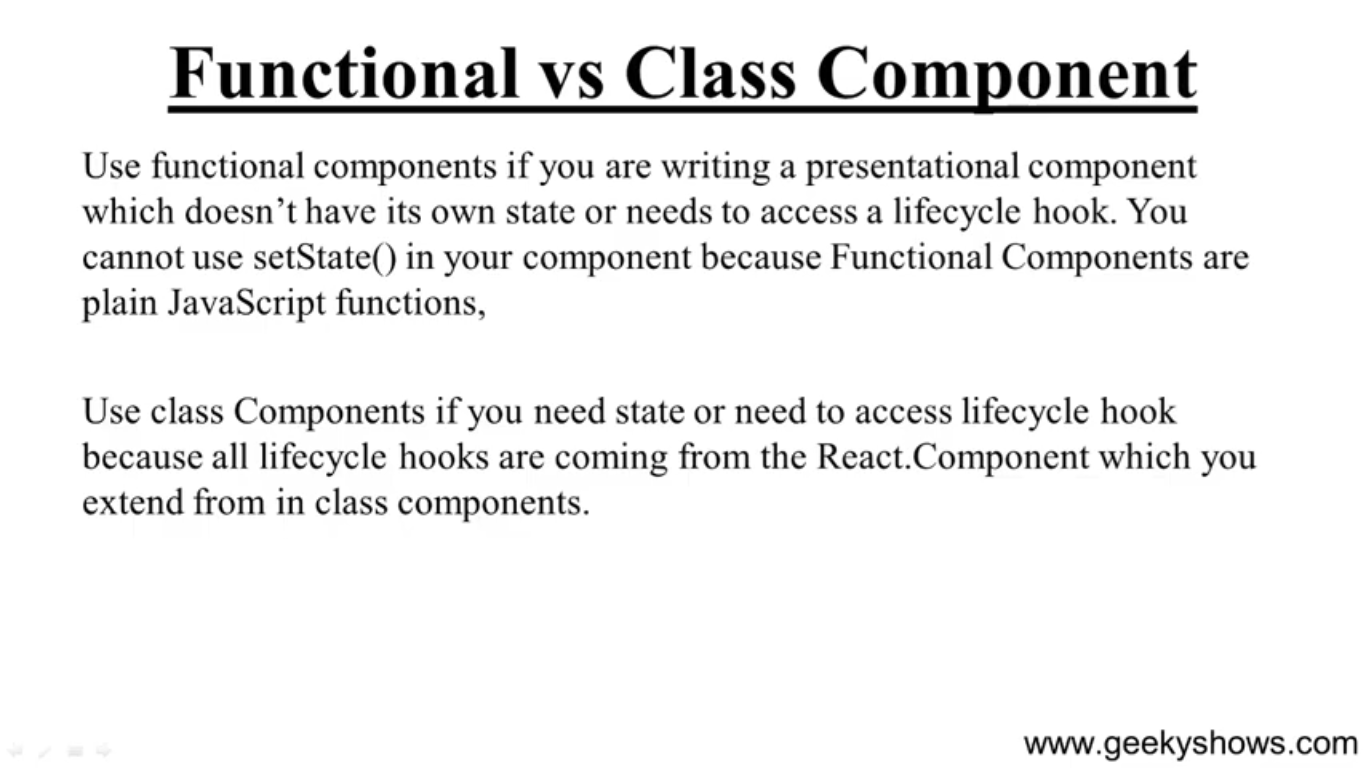 Functional vs Class Component
Use functional components if you are writing a presentational component
which doesn’t have its own state or needs to access a lifecycle hook. You
cannot use setState() in your component because Functional Components are
plain JavaScript functions,
Use class Components if you need state or need to access lifecycle hook
because all lifecycle hooks are coming from the React.Component which you
extend from in class components.
www.geekyshows.com